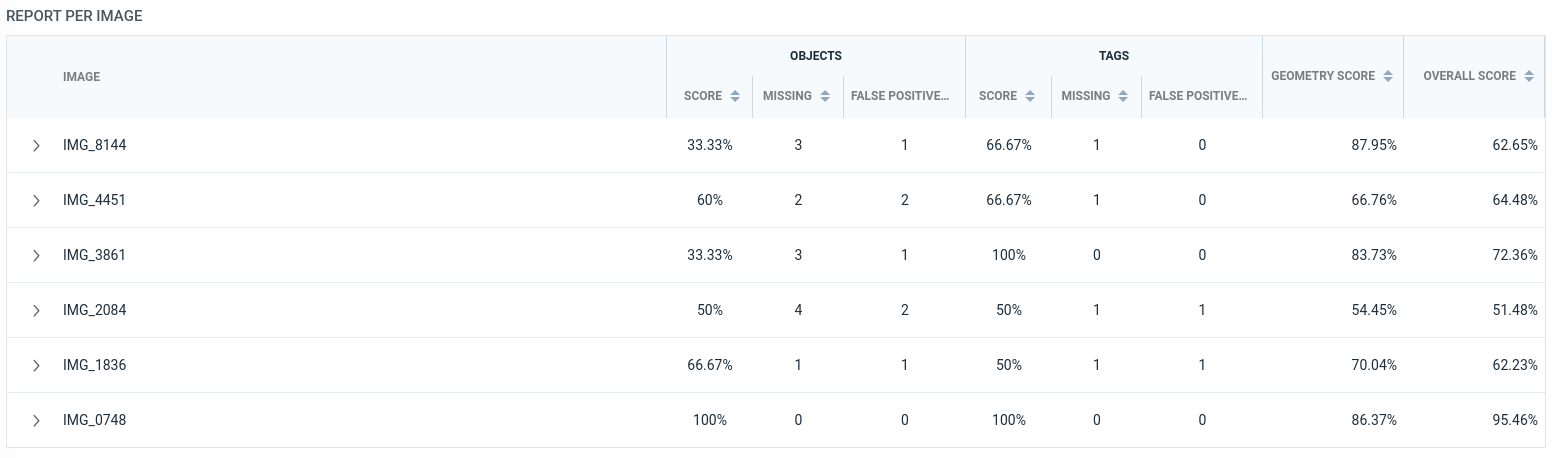 REPORT PER IMAGE
OBJECTS TAGS
IMAGE SCORE MISSING FALSE POSITIVE... SCORE MISSING FALSE POSITIVE... GEOMETRY SCORE OVERALL SCORE
IMG_8144 33.33% 3 1 66.67% 1 0 87.95% 62.65%
IMG_4451 60% 2 2 66.67% 1 0 66.76% 64.48%
IMG_3861 33.33% 3 1 100% 0 0 83.73% 72.36%
IMG_2084 50% 4 2 50% 1 1 54.45% 51.48%
IMG_1836 66.67% 1 1 50% 1 1 70.04% 62.23%
IMG_0748 100% 0 0 100% 0 0 86.37% 95.46%